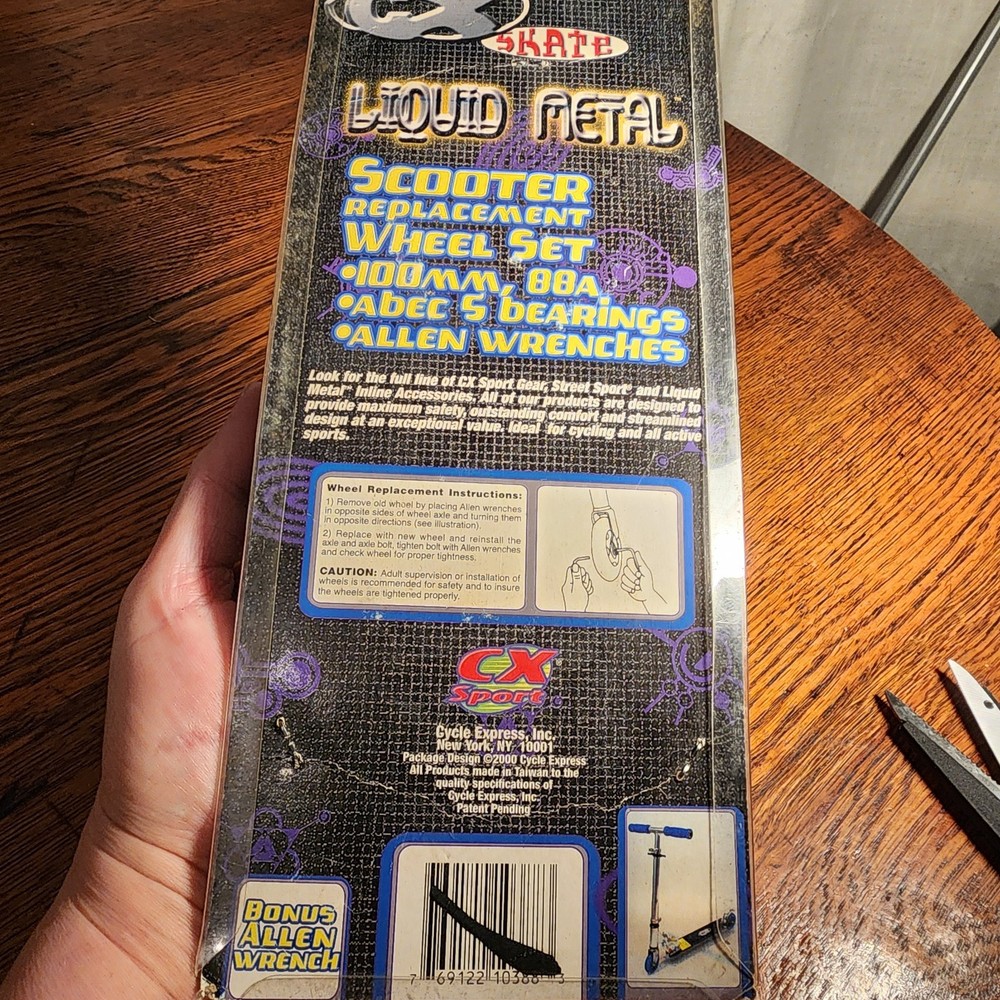 CX
SKATE
LIQUID METAL™
SCOOTER
REPLACEMENT
WHEEL SET
•100MM, 88A
•ABEC 5 BEARINGS
•ALLEN WRENCHES
Look for the full line of CX Sport Gear, Street Sport® and Liquid
Metal™ Inline Accessories. All of our products are designed to
provide maximum safety, outstanding comfort and streamlined
design at an exceptional value. Ideal for cycling and all active
sports.
Wheel Replacement Instructions:
1) Remove old wheel by placing Allen wrenches
in opposite sides of wheel axle and turning them
in opposite directions (see illustration).
2) Replace with new wheel and reinstall the
axle and axle bolt, tighten bolt with Allen wrenches
and check wheel for proper tightness.
CAUTION: Adult supervision or installation of
wheels is recommended for safety and to insure
the wheels are tightened properly.
CX®
Sport
Cycle Express, Inc.
New York, NY 10001
Package Design ©2000 Cycle Express
All Products made in Taiwan to the
quality specifications of
Cycle Express, Inc.
Patent Pending
BONUS
ALLEN
WRENCH
7 69122 10388 3